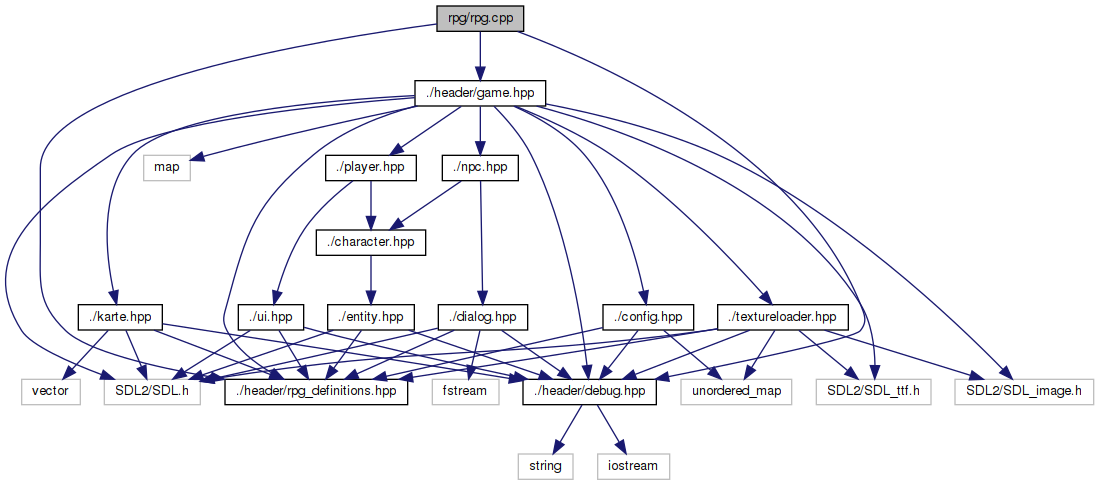 rpg/rpg.cpp
./header/game.hpp
map
./player.hpp
./npc.hpp
./character.hpp
./karte.hpp
./ui.hpp
./entity.hpp
./dialog.hpp
./config.hpp
./textureloader.hpp
vector
SDL2/SDL.h
./header/rpg_definitions.hpp
fstream
./header/debug.hpp
unordered_map
SDL2/SDL_ttf.h
SDL2/SDL_image.h
string
iostream